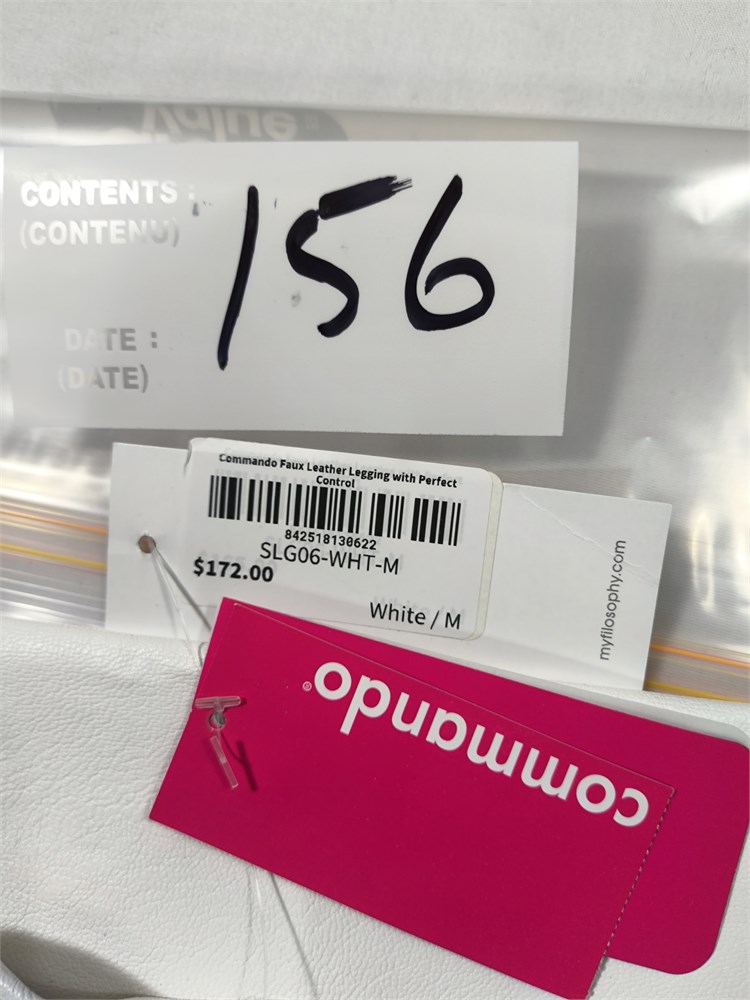 Value
CONTENTS :
(CONTENU)
DATE :
(DATE)
156
Commando Faux Leather Legging with Perfect
Control
842518130622
SLG06-WHT-M
$172.00
White / M
myfilosophy.com
commando®